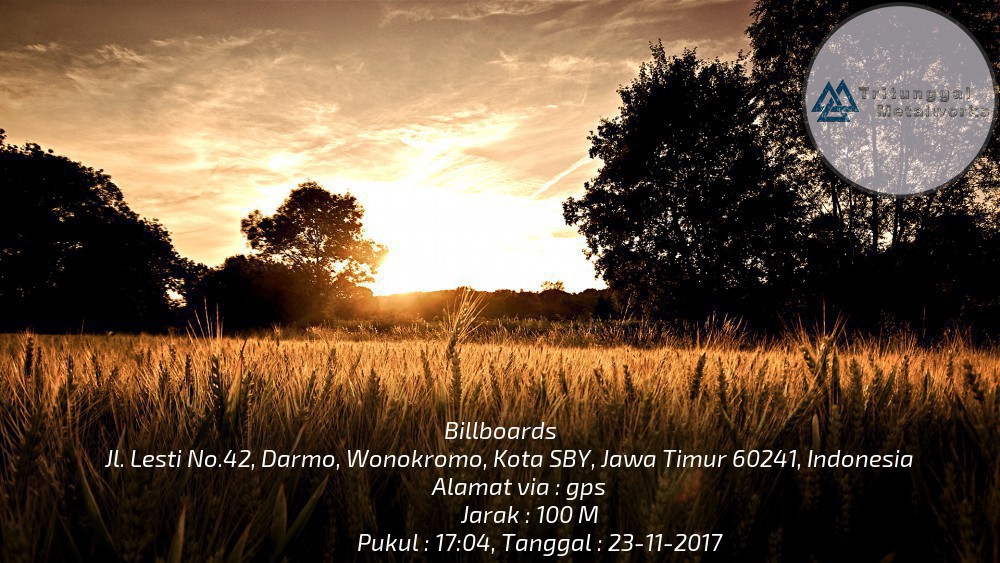 Tritunggal
Metalworks
Billboards
Jl. Lesti No.42, Darmo, Wonokromo, Kota SBY, Jawa Timur 60241, Indonesia
Alamat via : gps
Jarak : 100 M
Pukul : 17:04, Tanggal : 23-11-2017